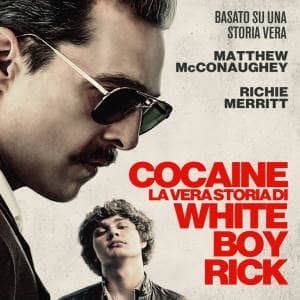 BASATO SU UNA
STORIA VERA
MATTHEW
McCONAUGHEY
RICHIE
MERRITT
COCAINE
LA VERA STORIA DI
WHITE
BOY
RICK